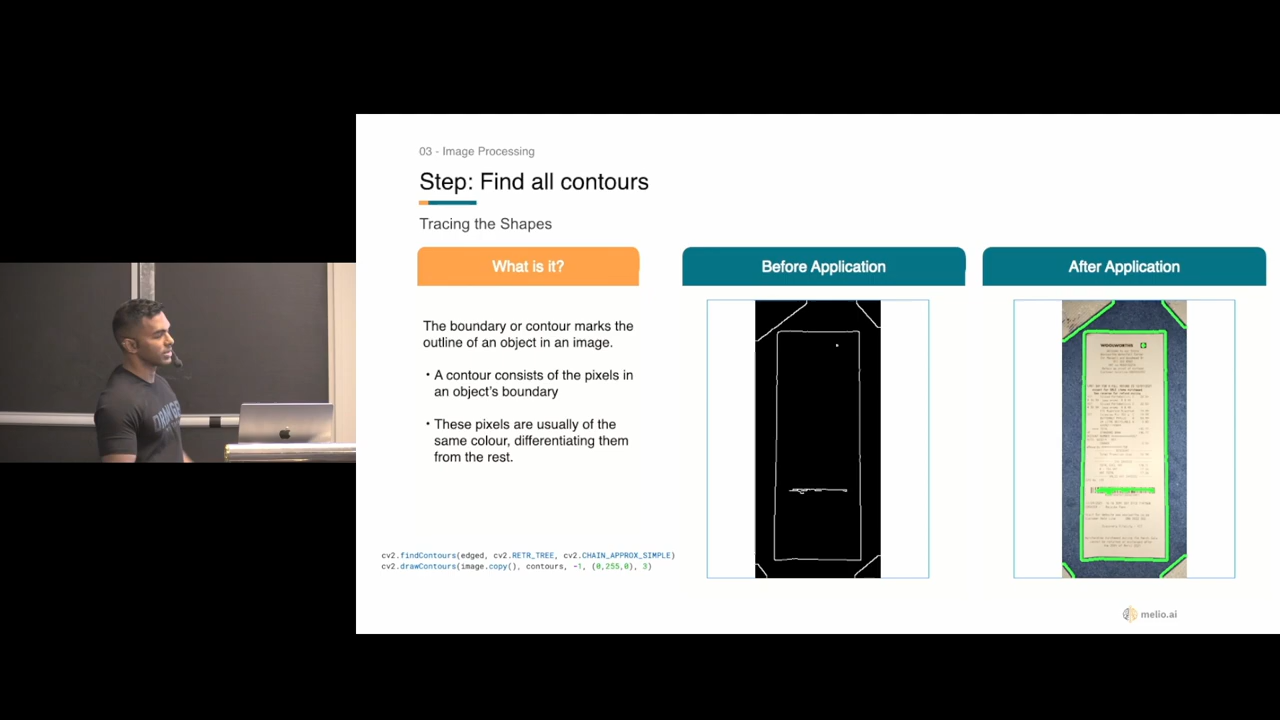 03 - Image Processing
Step: Find all contours
Tracing the Shapes
What is it?
Before Application
After Application
The boundary or contour marks the
outline of an object in an image.
• A contour consists of the pixels in
an object's boundary
• These pixels are usually of the
same colour, differentiating them
from the rest.
cv2.findContours(edged, cv2.RETR_TREE, cv2.CHAIN_APPROX_SIMPLE)
cv2.drawContours(image.copy(), contours, -1, (0,255,0), 3)
WOOLWORTHS
melio.ai